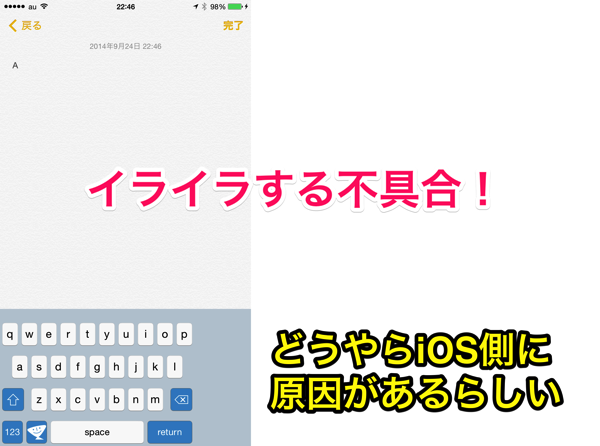 au 22:46 98%
戻る 完了
2014年9月24日 22:46
A
イライラする不具合！
q w e r t y u i o p
a s d f g h j k l
z x c v b n m
123 space return
どうやらiOS側に
原因があるらしい